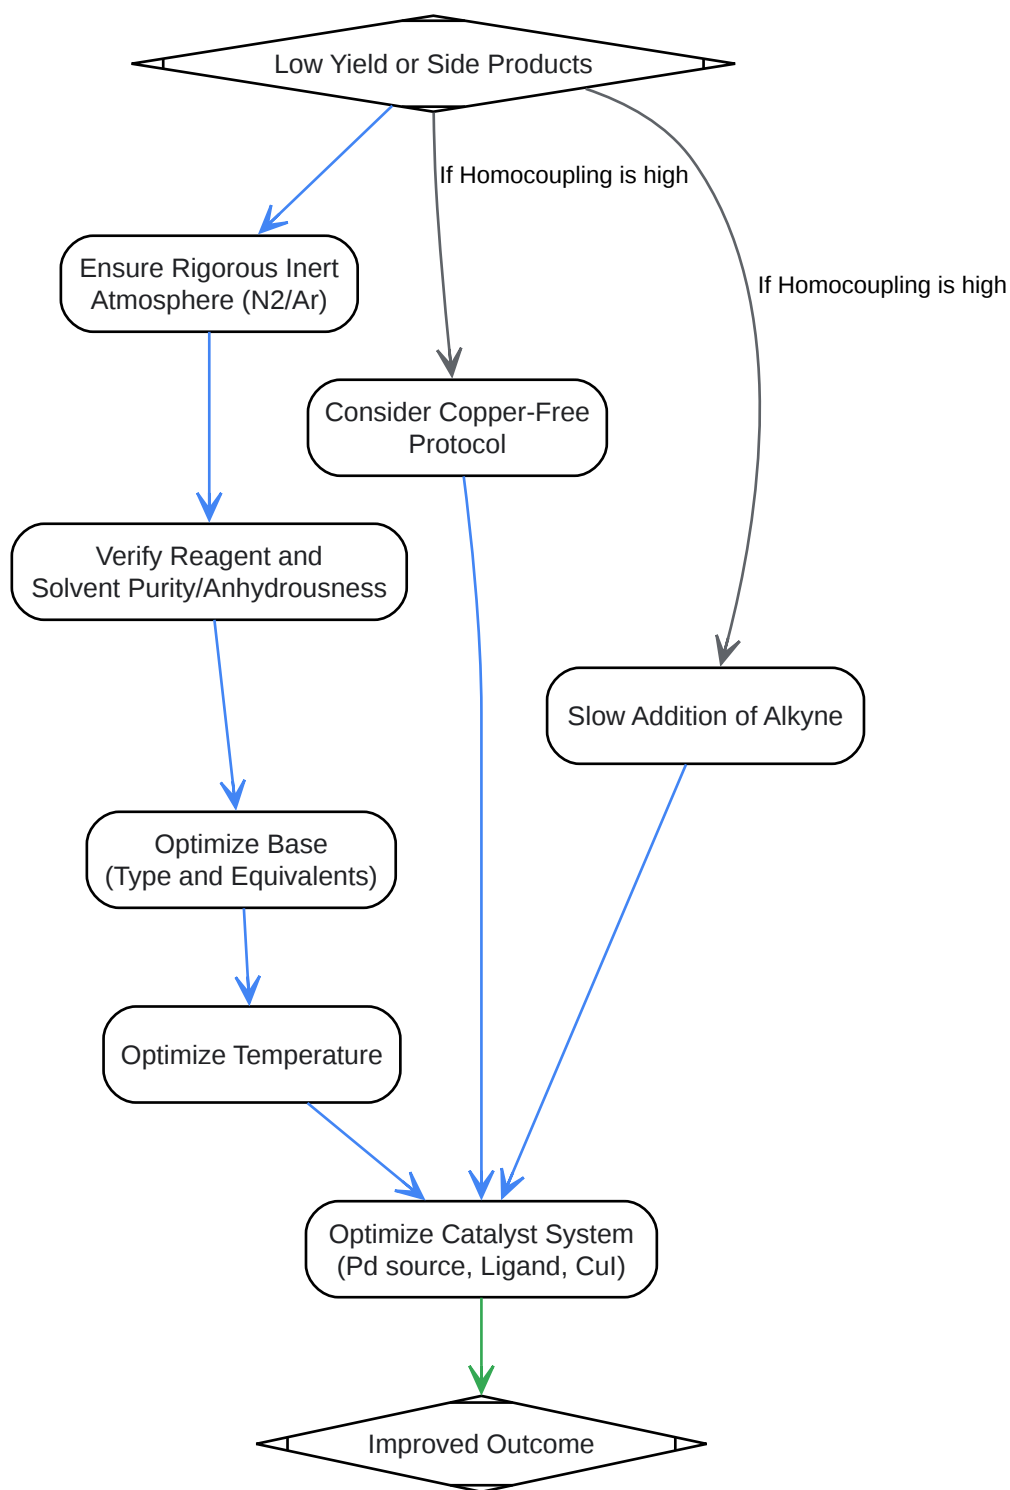 Low Yield or Side Products
If Homocoupling is high
Ensure Rigorous Inert
Atmosphere (N2/Ar)
If Homocoupling is high
Consider Copper-Free
Protocol
Verify Reagent and
Solvent Purity/Anhydrousness
Slow Addition of Alkyne
Optimize Base
(Type and Equivalents)
Optimize Temperature
Optimize Catalyst System
(Pd source, Ligand, CuI)
Improved Outcome